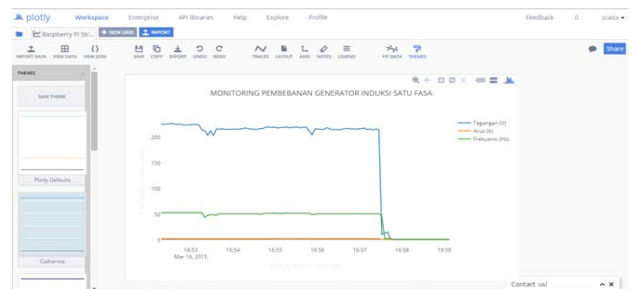 plotly Workspace Enterprise API libraries Help Explore Profile Feedback 0 scada
Raspberry Pi Str... + NEW GRID IMPORT
IMPORT DATA VIEW DATA VIEW JSON SAVE COPY EXPORT UNDO REDO TRACES LAYOUT AXES NOTES LEGEND FIT DATA THEMES Share
THEMES
SAVE THEME
Plotly Defaults
Catherine
MONITORING PEMBEBANAN GENERATOR INDUKSI SATU FASA
Tegangan (V)
Arus (A)
Frekuensi (Hz)
200
150
100
50
0
16:53 16:54 16:55 16:56 16:57 16:58 16:59
Mar 16, 2015
Contact us!